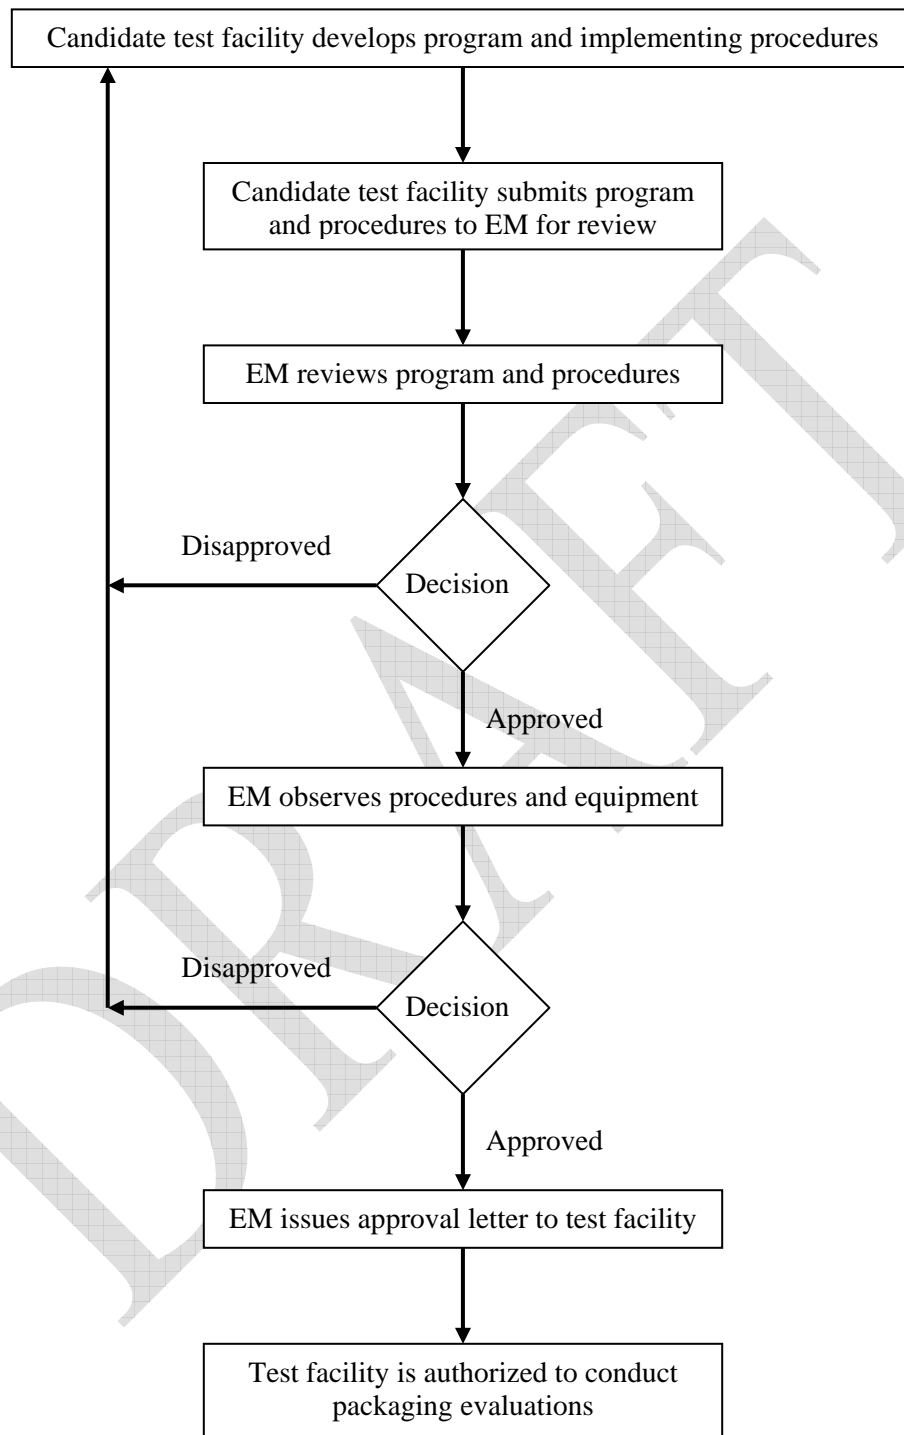 Candidate test facility develops program and implementing procedures
Candidate test facility submits program
and procedures to EM for review
EM reviews program and procedures
Disapproved
Decision
Approved
EM observes procedures and equipment
Disapproved
Decision
Approved
EM issues approval letter to test facility
Test facility is authorized to conduct
packaging evaluations
DRAFT